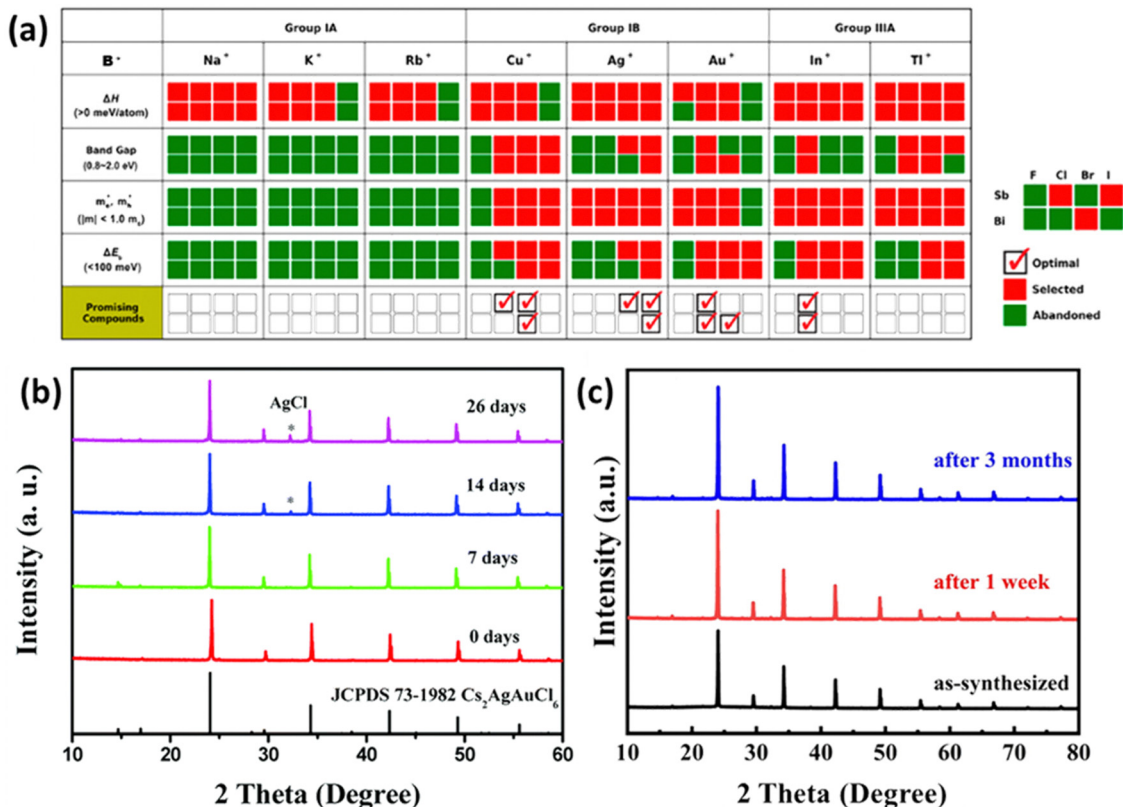 (a)
Group IA Group IB Group IIIA
B+ Na+ K+ Rb+ Cu+ Ag+ Au+ In+ Tl+
ΔH
(>0 meV/atom)
Band Gap
(0.8~2.0 eV)
me*, mh*
(|m| < 1.0 m0)
ΔEb
(<100 meV)
Promising
Compounds
F Cl Br I
Sb
Bi
Optimal
Selected
Abandoned
(b)
AgCl
*
26 days
*
14 days
7 days
0 days
JCPDS 73-1982 Cs2AgAuCl6
Intensity (a. u.)
10 20 30 40 50 60
2 Theta (Degree)
(c)
after 3 months
after 1 week
as-synthesized
Intensity (a.u.)
10 20 30 40 50 60 70 80
2 Theta (Degree)